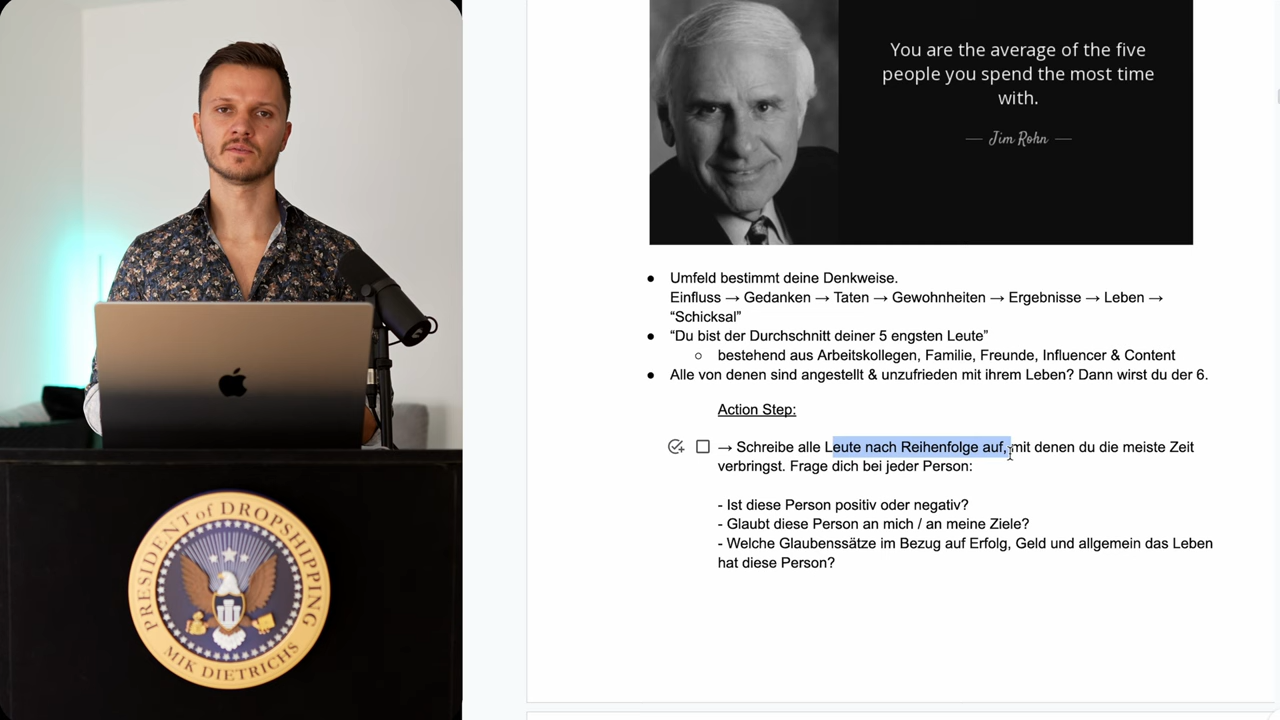 PRESIDENT of DROPSHIPPING
MIK DIETRICHS
You are the average of the five
people you spend the most time
with.
— Jim Rohn —
● Umfeld bestimmt deine Denkweise.
Einfluss → Gedanken → Taten → Gewohnheiten → Ergebnisse → Leben →
“Schicksal”
● “Du bist der Durchschnitt deiner 5 engsten Leute”
○ bestehend aus Arbeitskollegen, Familie, Freunde, Influencer & Content
● Alle von denen sind angestellt & unzufrieden mit ihrem Leben? Dann wirst du der 6.
Action Step:
→ Schreibe alle Leute nach Reihenfolge auf, mit denen du die meiste Zeit
verbringst. Frage dich bei jeder Person:
- Ist diese Person positiv oder negativ?
- Glaubt diese Person an mich / an meine Ziele?
- Welche Glaubenssätze im Bezug auf Erfolg, Geld und allgemein das Leben
hat diese Person?